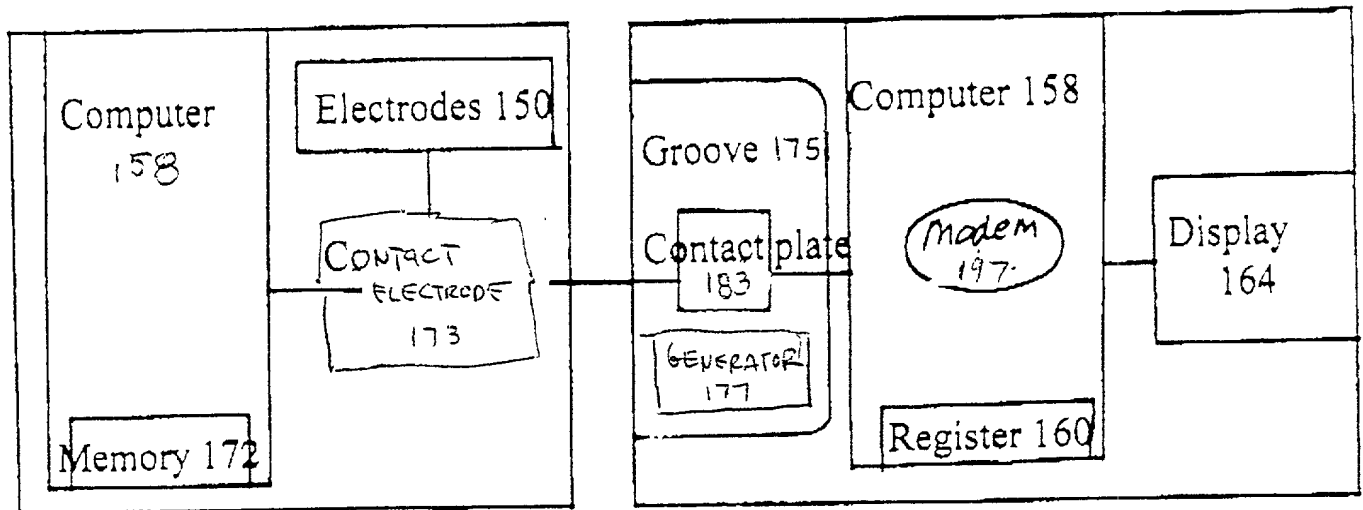 Computer
158
Memory 172
Electrodes 150
CONTACT
ELECTRODE
173
Groove 175
Contact plate
183
GENERATOR
177
Computer 158
Modem
197.
Register 160
Display
164